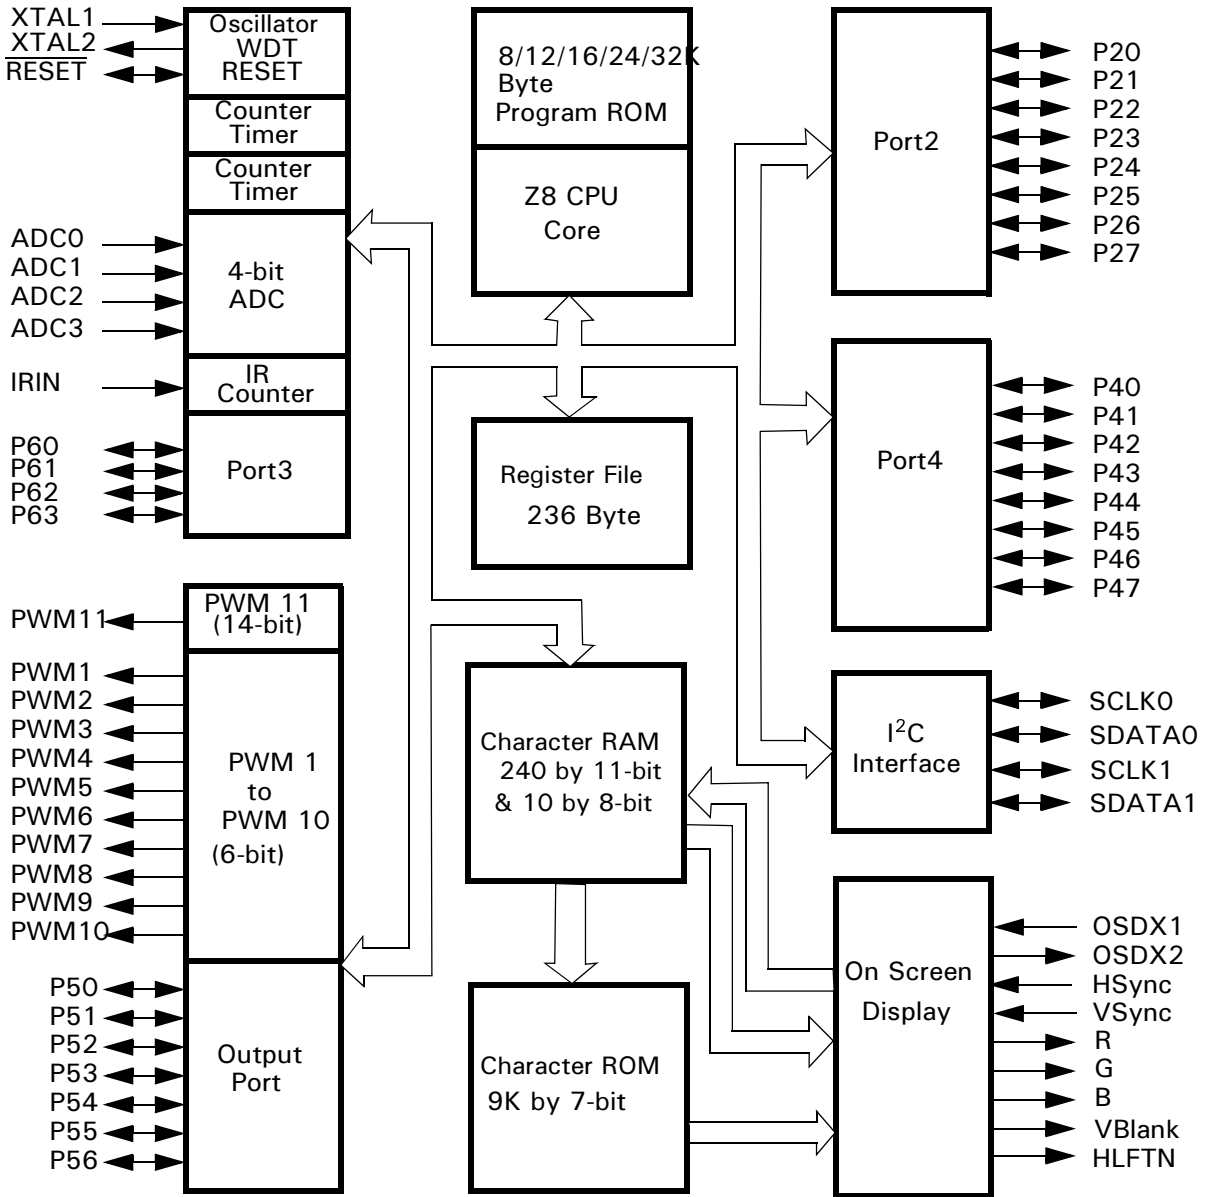 XTAL1
XTAL2
RESET
Oscillator
WDT
RESET
Counter
Timer
Counter
Timer
ADC0
ADC1
ADC2
ADC3
4-bit
ADC
IRIN
IR
Counter
P60
P61
P62
P63
Port3
PWM11
PWM 11
(14-bit)
PWM1
PWM2
PWM3
PWM4
PWM5
PWM6
PWM7
PWM8
PWM9
PWM10
PWM 1
to
PWM 10
(6-bit)
P50
P51
P52
P53
P54
P55
P56
Output
Port
8/12/16/24/32K
Byte
Program ROM
Z8 CPU
Core
Register File
236 Byte
Character RAM
240 by 11-bit
& 10 by 8-bit
Character ROM
9K by 7-bit
Port2
P20
P21
P22
P23
P24
P25
P26
P27
Port4
P40
P41
P42
P43
P44
P45
P46
P47
I²C
Interface
SCLK0
SDATA0
SCLK1
SDATA1
On Screen
Display
OSDX1
OSDX2
HSync
VSync
R
G
B
VBlank
HLFTN